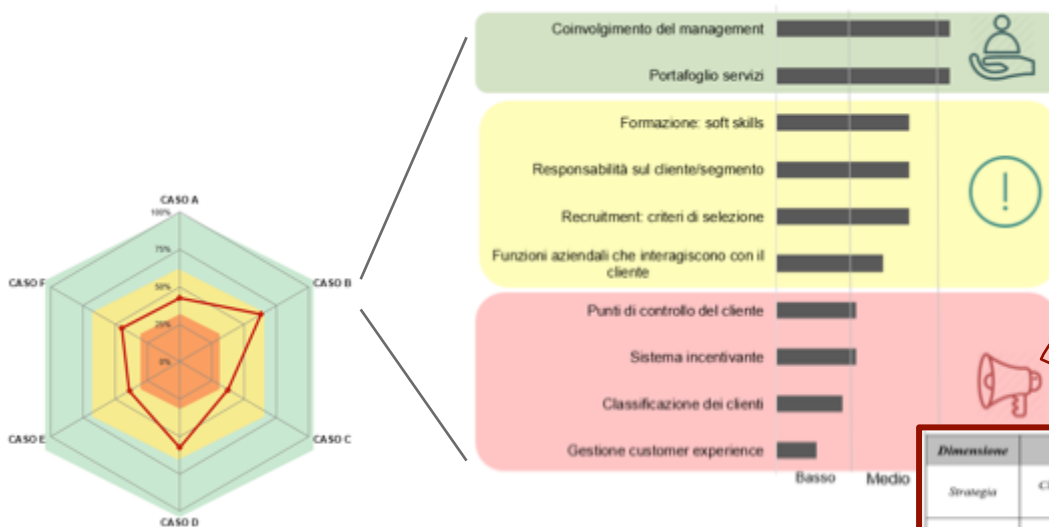 Coinvolgimento del management
Portafoglio servizi
Formazione: soft skills
Responsabilità sul cliente/segmento
Recruitment: criteri di selezione
Funzioni aziendali che interagiscono con il
cliente
Punti di controllo del cliente
Sistema incentivante
Classificazione dei clienti
Gestione customer experience
Basso
Medio
CASO A
100%
75%
50%
25%
0%
CASO B
CASO C
CASO D
CASO E
CASO F
Dimensione
Strategia